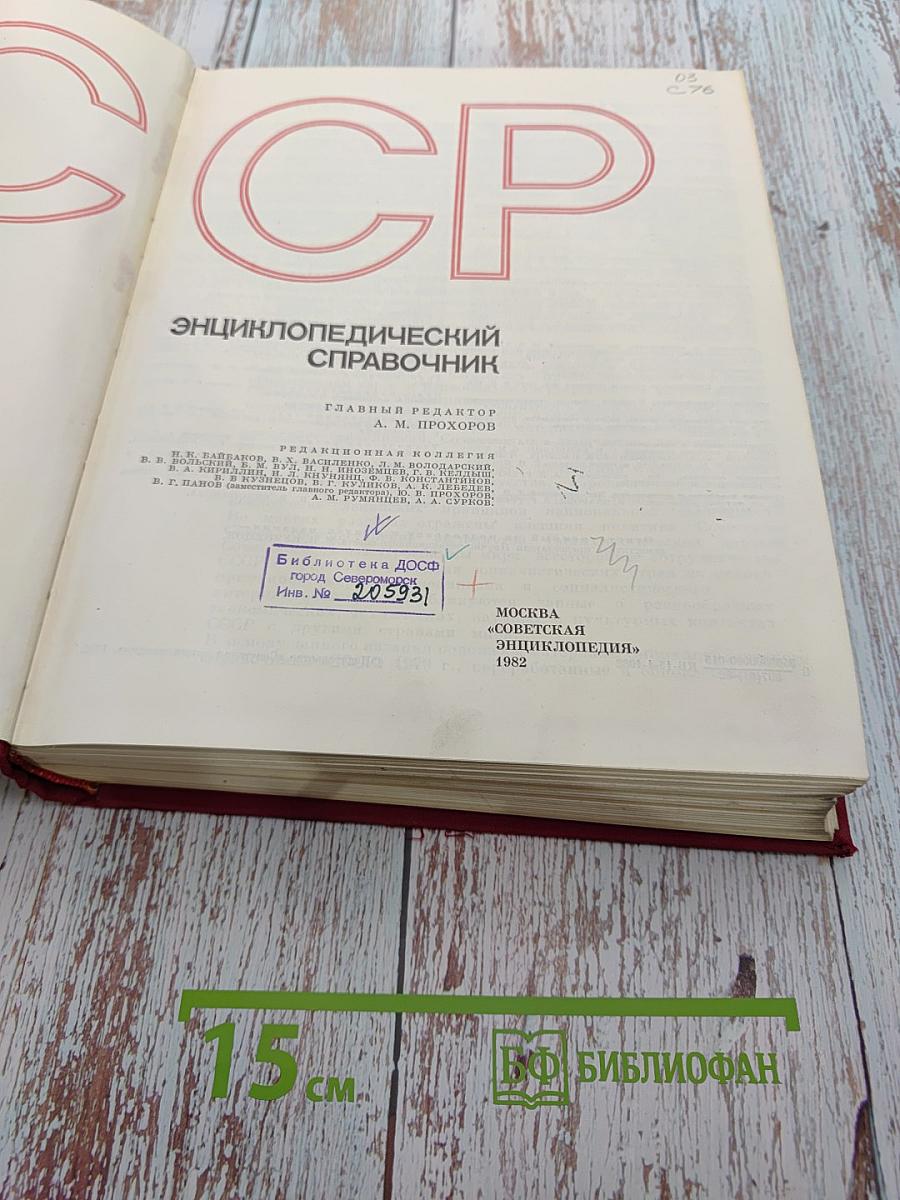 03
С76
ССР
ЭНЦИКЛОПЕДИЧЕСКИЙ
СПРАВОЧНИК
ГЛАВНЫЙ РЕДАКТОР
А. М. ПРОХОРОВ
РЕДАКЦИОННАЯ КОЛЛЕГИЯ
Н. К. БАЙБАКОВ, В. Х. ВАСИЛЕНКО, Л. М. ВОЛОДАРСКИЙ,
В. В. ВОЛЬСКИЙ, Б. М. ВУЛ, Н. Н. ИНОЗЕМЦЕВ, Г. В. КЕЛДЫШ,
В. А. КИРИЛЛИН, И. Л. КНУНЯНЦ, Ф. В. КОНСТАНТИНОВ,
В. В КУЗНЕЦОВ, В. Г. КУЛИКОВ, А. К. ЛЕБЕДЕВ,
В. Г. ПАНОВ (заместитель главного редактора), Ю. В. ПРОХОРОВ,
А. М. РУМЯНЦЕВ, А. А. СУРКОВ.
Библиотека ДОСФ
город Североморск
Инв. № 205931
МОСКВА
«СОВЕТСКАЯ
ЭНЦИКЛОПЕДИЯ»
1982
15 см
БФ БИБЛИОФАН